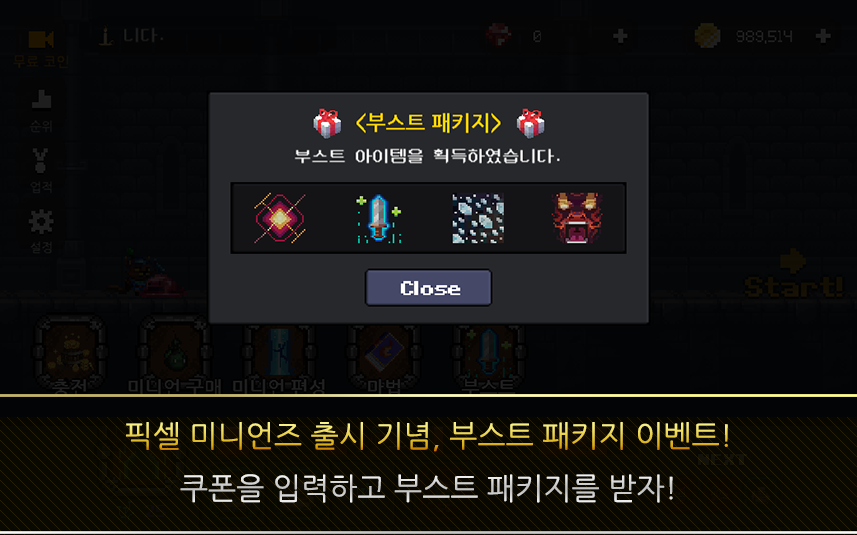 니다.
0
989,514
무료 코인
순위
업적
설정
<부스트 패키지>
부스트 아이템을 획득하였습니다.
Close
Start!
충전
미니언 구매
미니언 편성
마법
부스트
픽셀 미니언즈 출시 기념, 부스트 패키지 이벤트!
NEXT
쿠폰을 입력하고 부스트 패키지를 받자!